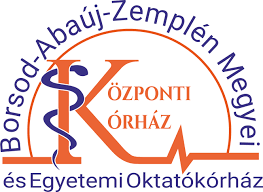 Borsod-Abaúj-Zemplén Megyei
KÖZPONTI
KÓRHÁZ
és Egyetemi Oktatókórház